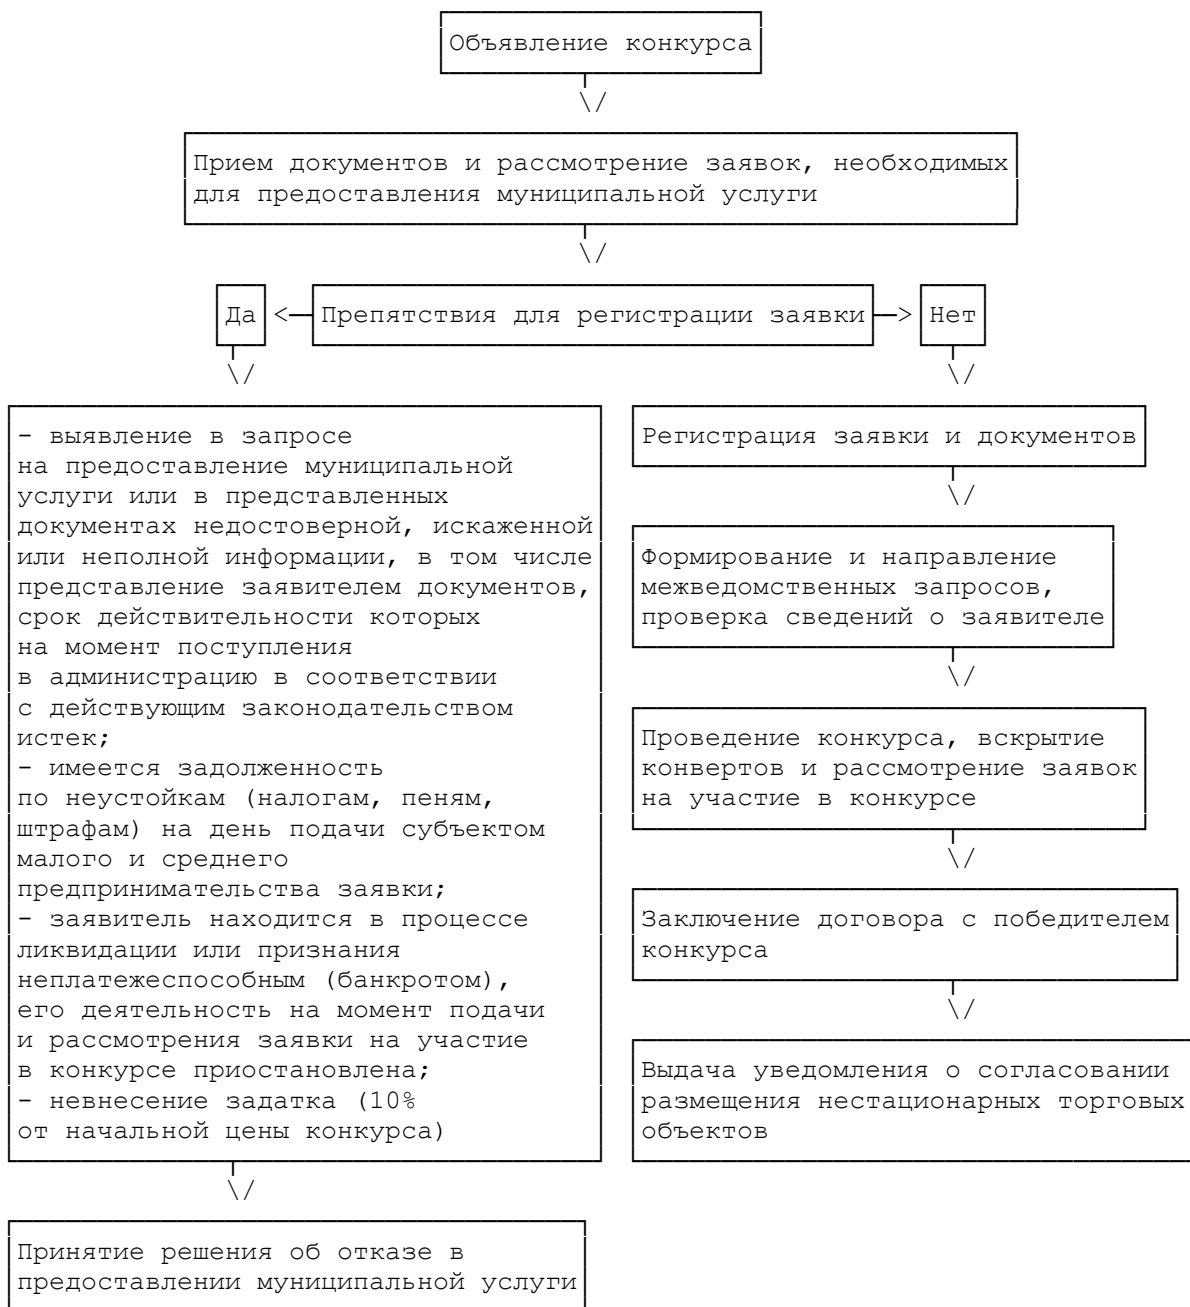 Объявление конкурса
Прием документов и рассмотрение заявок, необходимых
для предоставления муниципальной услуги
Да
Препятствия для регистрации заявки
Нет
- выявление в запросе
на предоставление муниципальной
услуги или в представленных
документах недостоверной, искаженной
или неполной информации, в том числе
представление заявителем документов,
срок действительности которых
на момент поступления
в администрацию в соответствии
с действующим законодательством
истек;
- имеется задолженность
по неустойкам (налогам, пеням,
штрафам) на день подачи субъектом
малого и среднего
предпринимательства заявки;
- заявитель находится в процессе
ликвидации или признания
неплатежеспособным (банкротом),
его деятельность на момент подачи
и рассмотрения заявки на участие
в конкурсе приостановлена;
- невнесение задатка (10%
от начальной цены конкурса)
Принятие решения об отказе в
предоставлении муниципальной услуги
Регистрация заявки и документов
Формирование и направление
межведомственных запросов,
проверка сведений о заявителе
Проведение конкурса, вскрытие
конвертов и рассмотрение заявок
на участие в конкурсе
Заключение договора с победителем
конкурса
Выдача уведомления о согласовании
размещения нестационарных торговых
объектов